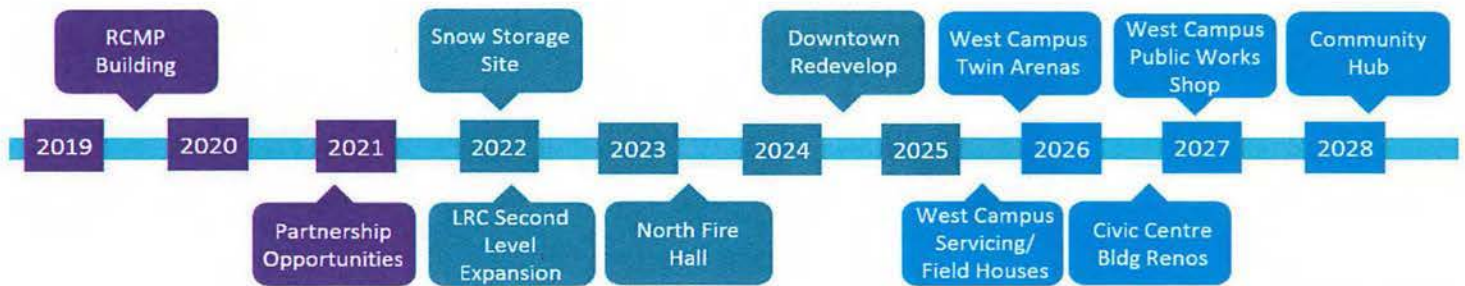 RCMP
Building
Snow Storage
Site
Downtown
Redevelop
West Campus
Twin Arenas
West Campus
Public Works
Shop
Community
Hub
2019
2020
2021
2022
2023
2024
2025
2026
2027
2028
Partnership
Opportunities
LRC Second
Level
Expansion
North Fire
Hall
West Campus
Servicing/
Field Houses
Civic Centre
Bldg Renos